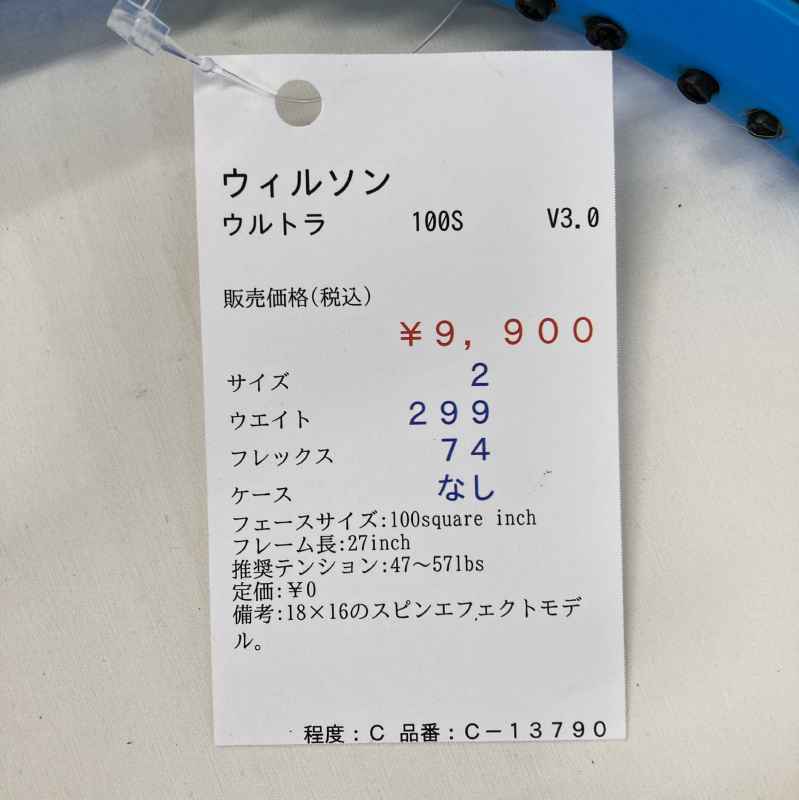 ウィルソン
ウルトラ 100S V3.0
販売価格(税込)
￥９，９００
サイズ ２
ウエイト ２９９
フレックス ７４
ケース なし
フェースサイズ:100square inch
フレーム長:27inch
推奨テンション:47～57lbs
定価:￥0
備考:18×16のスピンエフェクトモデ
ル。
程度：Ｃ 品番：Ｃ－１３７９０